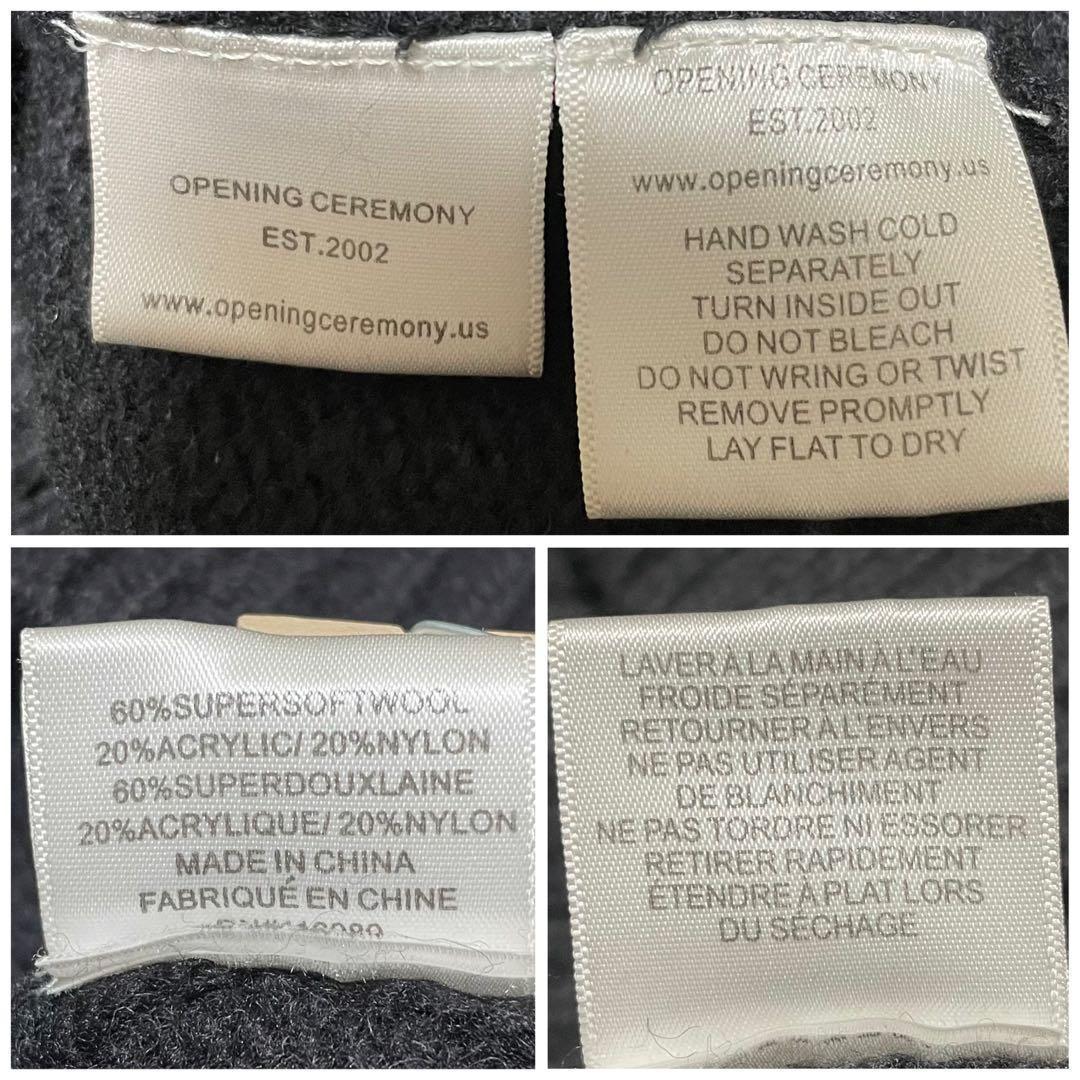 OPENING CEREMONY
EST.2002
www.openingceremony.us
OPENING CEREMONY
EST.2002
www.openingceremony.us
HAND WASH COLD
SEPARATELY
TURN INSIDE OUT
DO NOT BLEACH
DO NOT WRING OR TWIST
REMOVE PROMPTLY
LAY FLAT TO DRY
60%SUPERSOFTWOOL
20%ACRYLIC/ 20%NYLON
60%SUPERDOUXLAINE
20%ACRYLIQUE/ 20%NYLON
MADE IN CHINA
FABRIQUÉ EN CHINE
LAVER À LA MAIN À L'EAU
FROIDE SÉPARÉMENT
RETOURNER À L'ENVERS
NE PAS UTILISER AGENT
DE BLANCHIMENT
NE PAS TORDRE NI ESSORER
RETIRER RAPIDEMENT
ÉTENDRE À PLAT LORS
DU SÉCHAGE